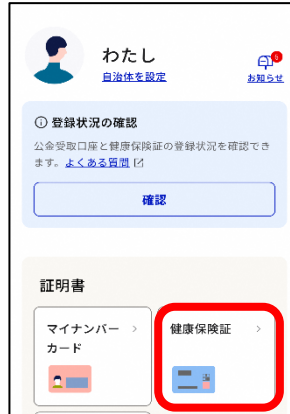 わたし
自治体を設定
お知らせ
登録状況の確認
公金受取口座と健康保険証の登録状況を確認でき
ます。よくある質問
確認
証明書
マイナンバー
カード
健康保険証